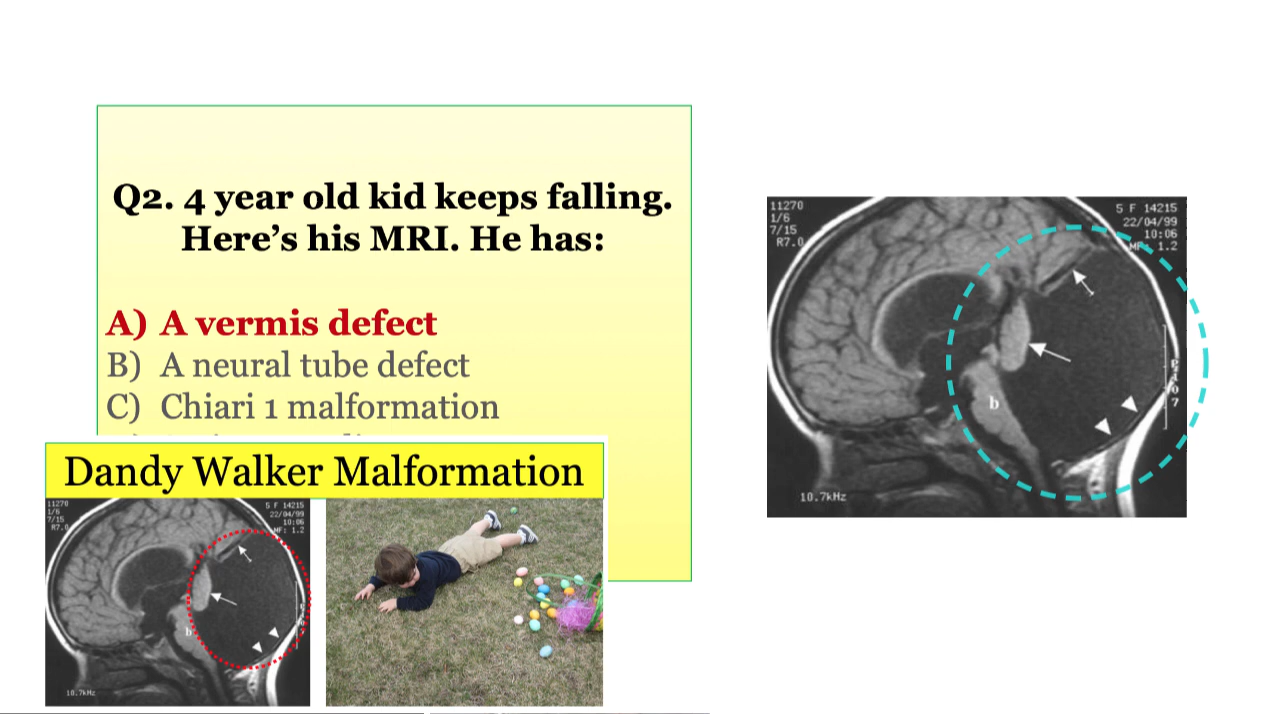 Q2. 4 year old kid keeps falling.
Here's his MRI. He has:
A) A vermis defect
B) A neural tube defect
C) Chiari 1 malformation
Dandy Walker Malformation
11270
1/6
7/15
R7.0
S F 14215
22/04/99
10:06
MF: 1.2
b
10.7kHz
11270
1/6
7/15
R7.0
S F 14215
22/04/99
10:06
MF: 1.2
b
10.7kHz